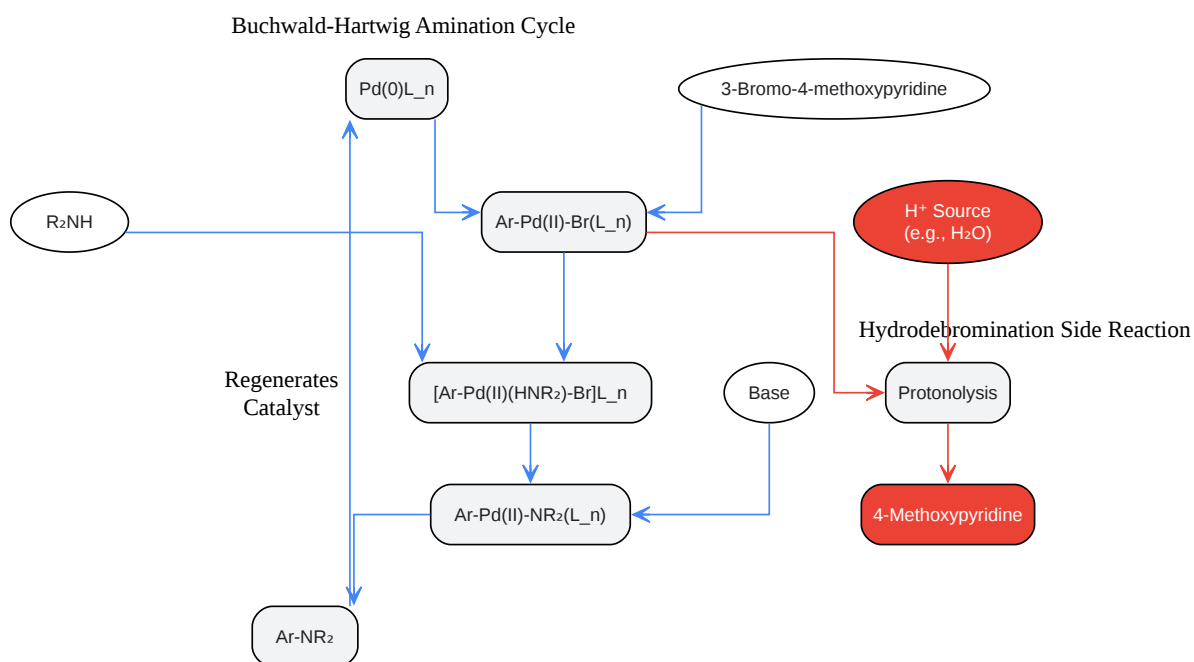 Buchwald-Hartwig Amination Cycle
Pd(0)L_n
3-Bromo-4-methoxypyridine
R₂NH
Ar-Pd(II)-Br(L_n)
H⁺ Source
(e.g., H₂O)
Hydrodebromination Side Reaction
Regenerates
Catalyst
[Ar-Pd(II)(HNR₂)-Br]L_n
Base
Protonolysis
Ar-Pd(II)-NR₂(L_n)
4-Methoxypyridine
Ar-NR₂